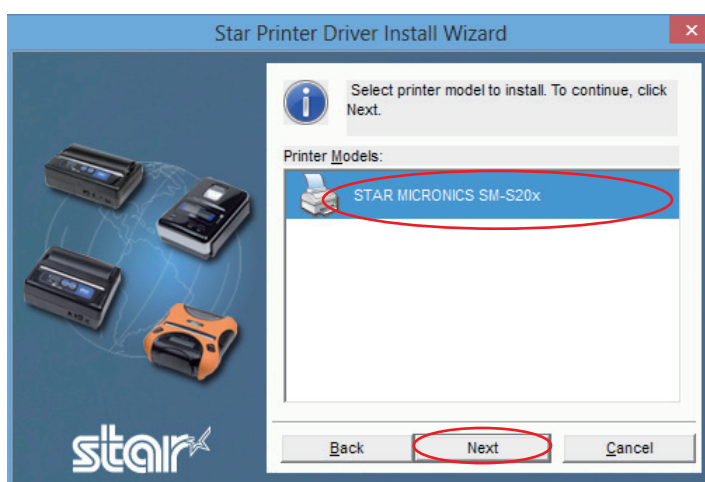 Star Printer Driver Install Wizard
Select printer model to install. To continue, click
Next.
Printer Models:
STAR MICRONICS SM-S20x
star
Back Next Cancel